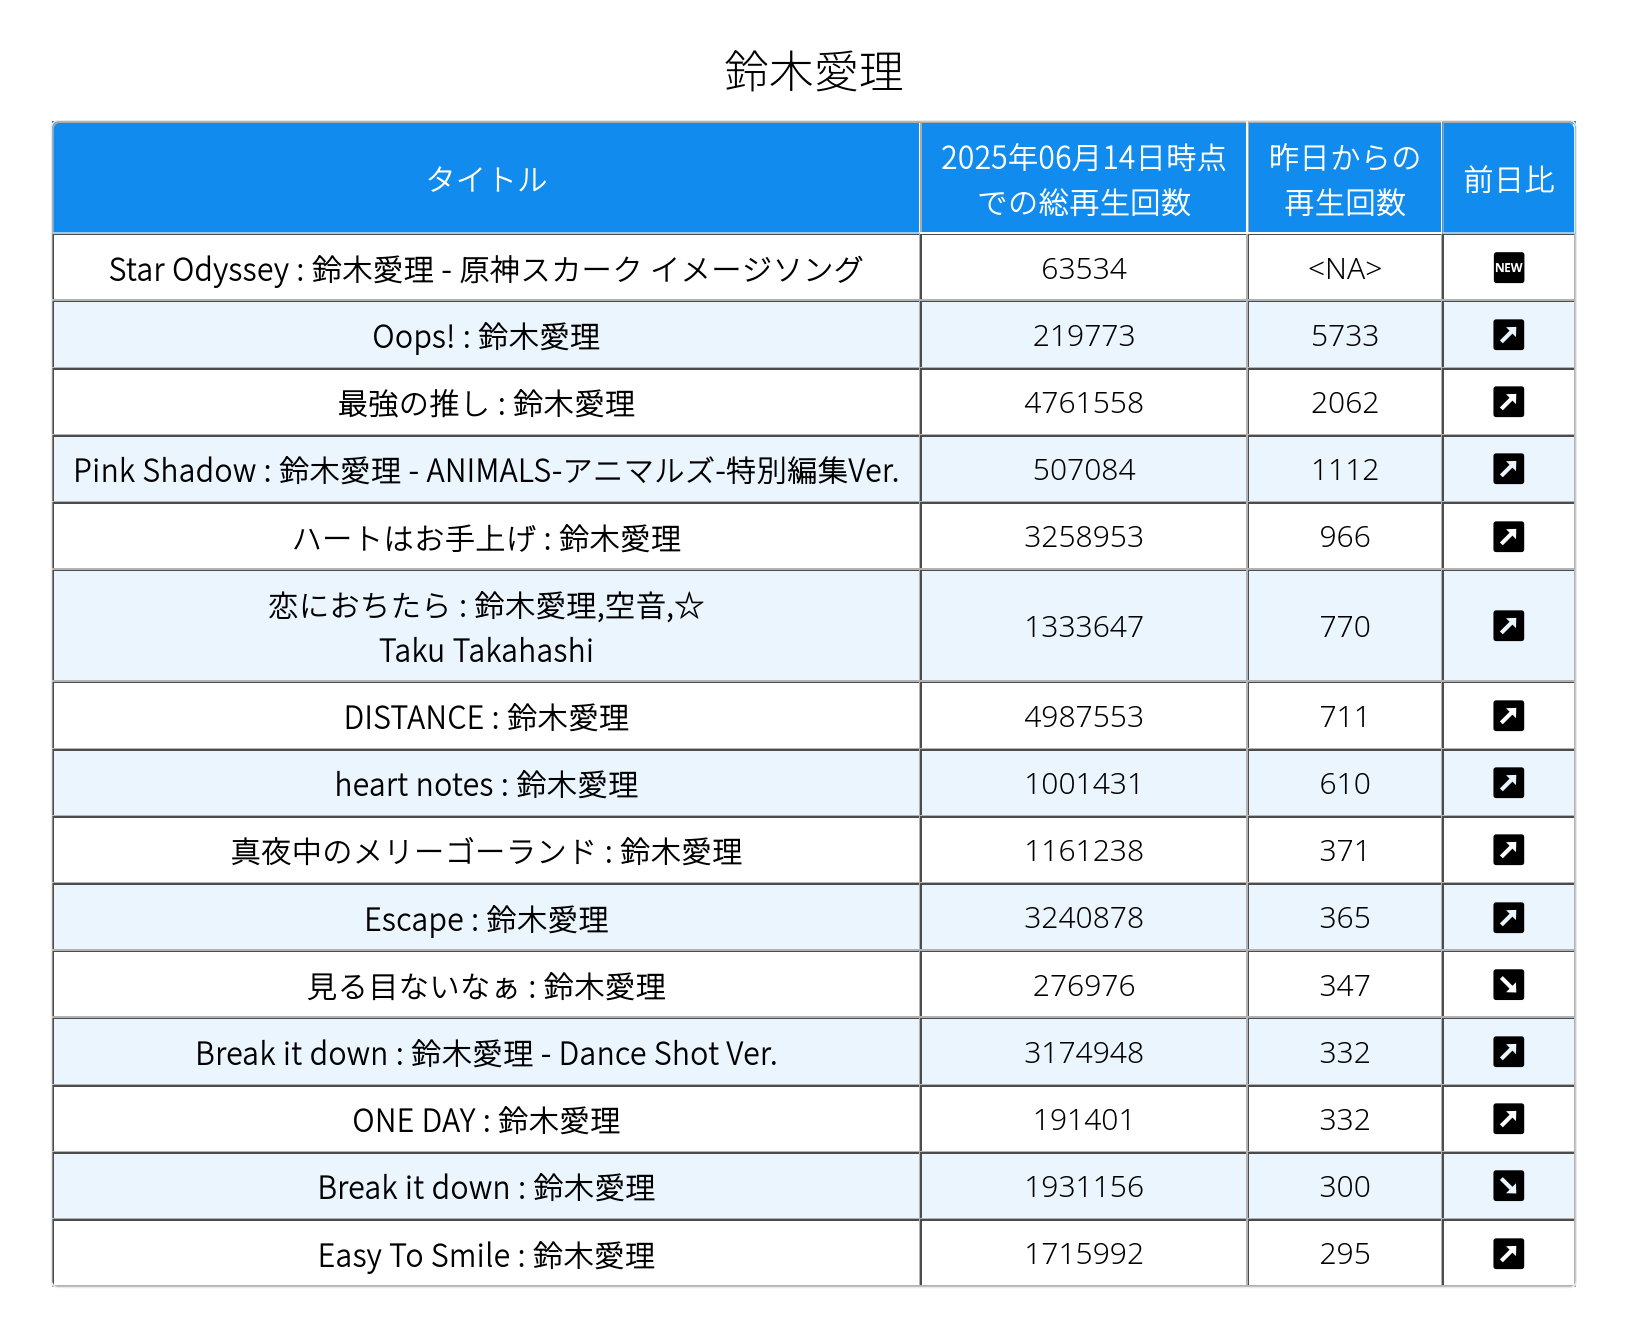 鈴木愛理
タイトル
2025年06月14日時点
での総再生回数
昨日からの
再生回数
前日比
Star Odyssey : 鈴木愛理 - 原神スカーク イメージソング 63534 <NA> NEW
Oops! : 鈴木愛理 219773 5733
最強の推し : 鈴木愛理 4761558 2062
Pink Shadow : 鈴木愛理 - ANIMALS-アニマルズ-特別編集Ver. 507084 1112
ハートはお手上げ : 鈴木愛理 3258953 966
恋におちたら : 鈴木愛理,空音,☆
Taku Takahashi
1333647 770
DISTANCE : 鈴木愛理 4987553 711
heart notes : 鈴木愛理 1001431 610
真夜中のメリーゴーランド : 鈴木愛理 1161238 371
Escape : 鈴木愛理 3240878 365
見る目ないなぁ : 鈴木愛理 276976 347
Break it down : 鈴木愛理 - Dance Shot Ver. 3174948 332
ONE DAY : 鈴木愛理 191401 332
Break it down : 鈴木愛理 1931156 300
Easy To Smile : 鈴木愛理 1715992 295